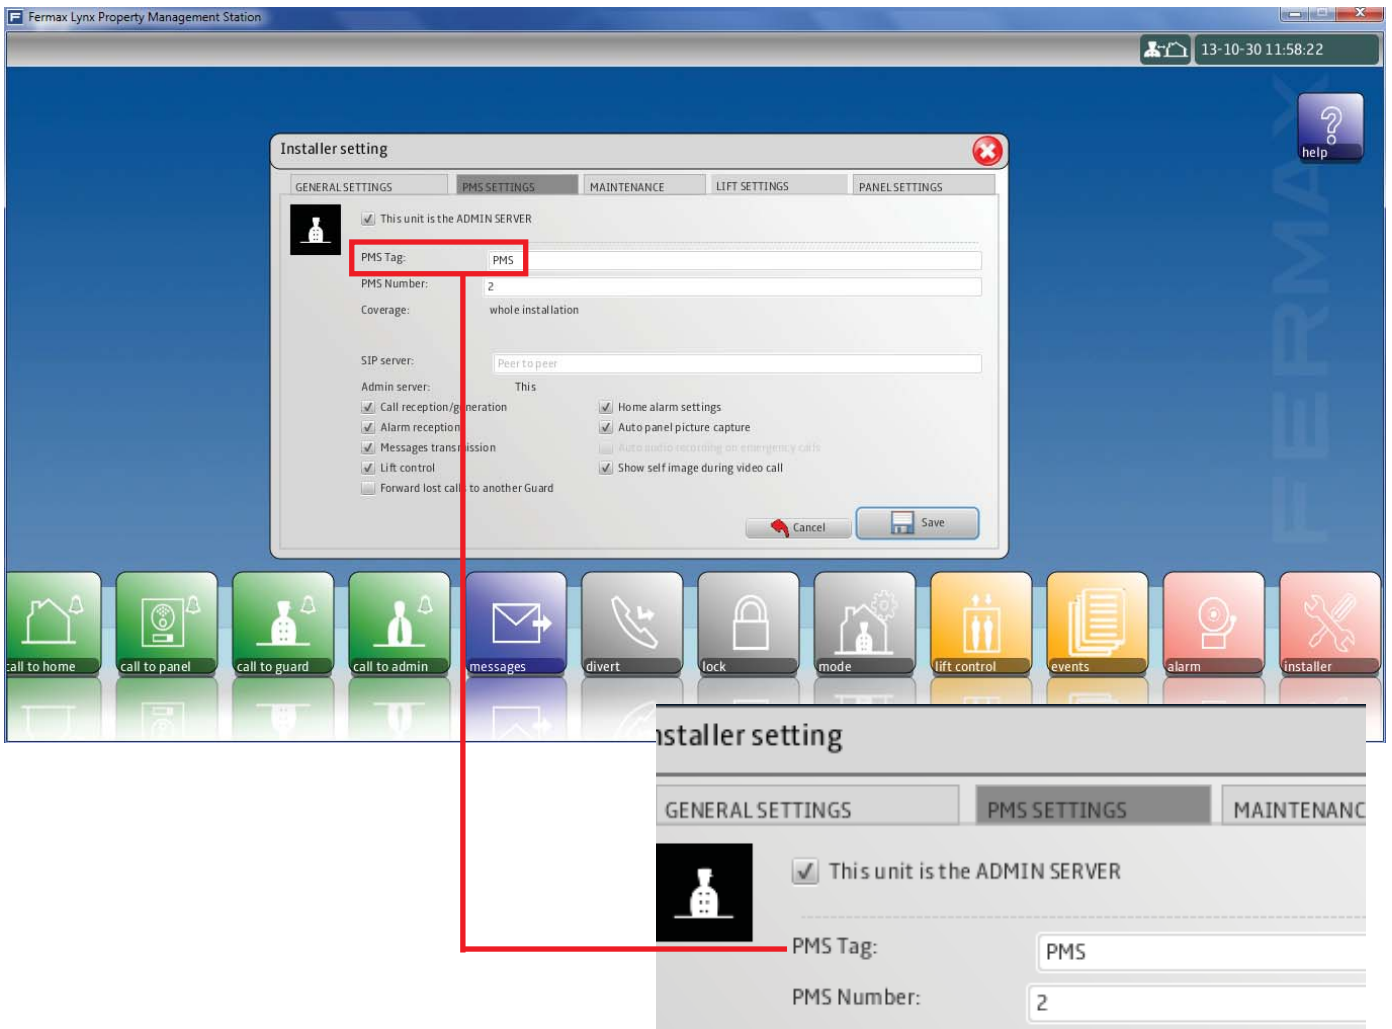 Fermax Lynx Property Management Station
13-10-30 11:58:22
help
FERMAX
Installer setting
GENERAL SETTINGS PMS SETTINGS MAINTENANCE LIFT SETTINGS PANEL SETTINGS
This unit is the ADMIN SERVER
PMS Tag: PMS
PMS Number: 2
Coverage: whole installation
SIP server: Peer to peer
Admin server: This
Call reception/generation Home alarm settings
Alarm reception Auto panel picture capture
Messages transmission Auto audio recording on emergency calls
Lift control Show self image during video call
Forward lost calls to another Guard
Cancel Save
call to home call to panel call to guard call to admin messages divert lock mode lift control events alarm installer
nstaller setting
GENERAL SETTINGS PMS SETTINGS MAINTENANC
This unit is the ADMIN SERVER
PMS Tag: PMS
PMS Number: 2